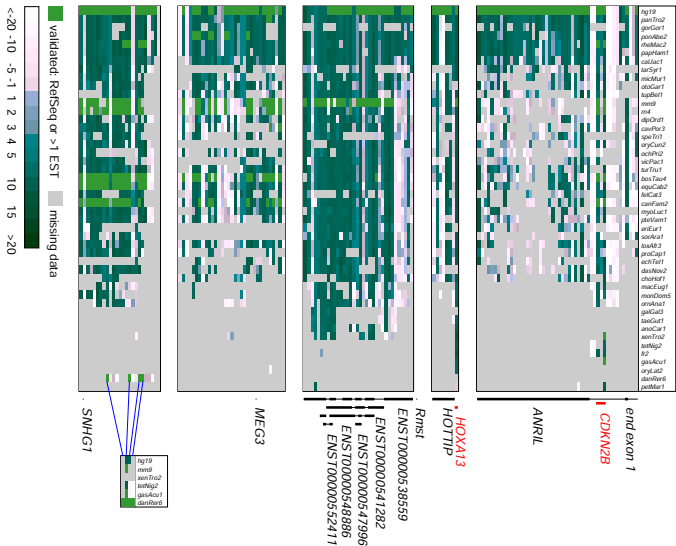 <-20
-10
-5
-1
1
2
3
4
5
10
15
>20
validated: RefSeq or >1 EST
missing data
SNHG1
MEG3
Rmst
ENST00000538559
ENST00000541282
ENST00000547996
ENST00000548886
ENST00000552411
HOXA13
HOTTIP
ANRIL
CDKN2B
end exon 1
hg19
panTro2
gorGor1
ponAbe2
rheMac2
papHam1
calJac1
tarSyr1
micMur1
otoGar1
tupBel1
mm9
rn4
dipOrd1
cavPor3
speTri1
oryCun2
ochPri2
vicPac1
turTru1
bosTau4
equCab2
felCat3
canFam2
myoLuc1
pteVam1
eriEur1
sorAra1
loxAfr3
proCap1
echTel1
dasNov2
choHof1
macEug1
monDom5
ornAna1
galGal3
taeGut1
anoCar1
xenTro2
tetNig2
fr2
gasAcu1
oryLat2
danRer6
petMar1
hg19
mm9
xenTro2
tetNig2
gasAcu1
danRer6